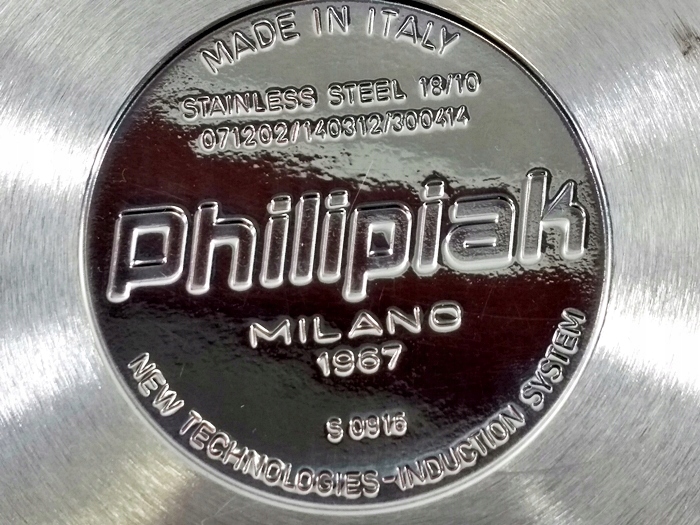 MADE IN ITALY
STAINLESS STEEL 18/10
071202/140312/300414
philipiak
MILANO
1967
S 0916
NEW TECHNOLOGIES-INDUCTION SYSTEM